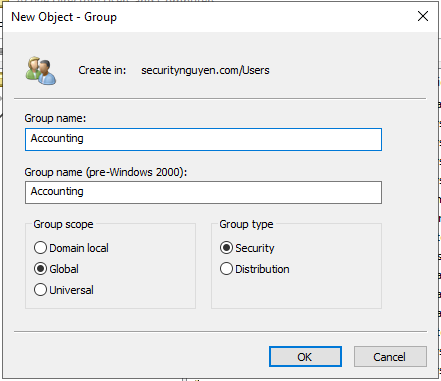 New Object - Group
Create in: securitynguyen.com/Users
Group name:
Accounting
Group name (pre-Windows 2000):
Accounting
Group scope
Domain local
Global
Universal
Group type
Security
Distribution
OK
Cancel